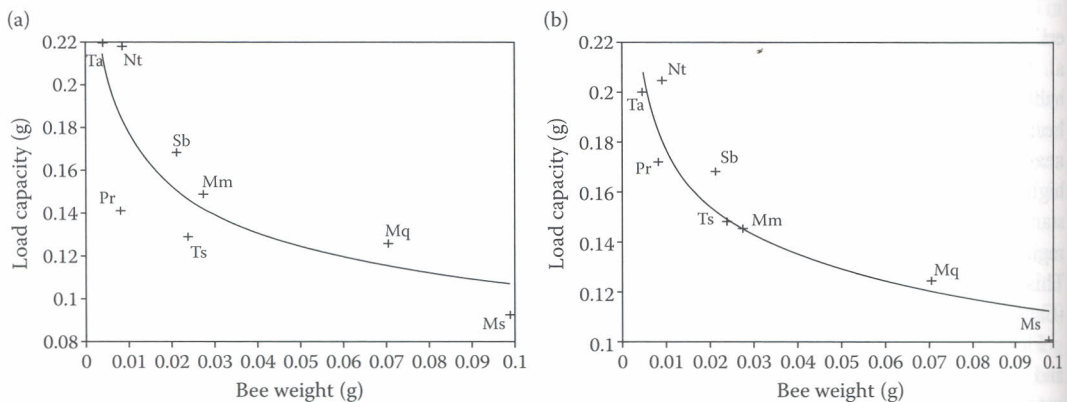 (a)
Load capacity (g)
0.22
0.2
0.18
0.16
0.14
0.12
0.1
0.08
Ta
Nt
Sb
Pr
Mm
Ts
Mq
Ms
0 0.01 0.02 0.03 0.04 0.05 0.06 0.07 0.08 0.09 0.1
Bee weight (g)
(b)
Load capacity (g)
0.22
0.2
0.18
0.16
0.14
0.12
0.1
Nt
Ta
Pr
Sb
Ts
Mm
Mq
Ms
0 0.01 0.02 0.03 0.04 0.05 0.06 0.07 0.08 0.09 0.1
Bee weight (g)